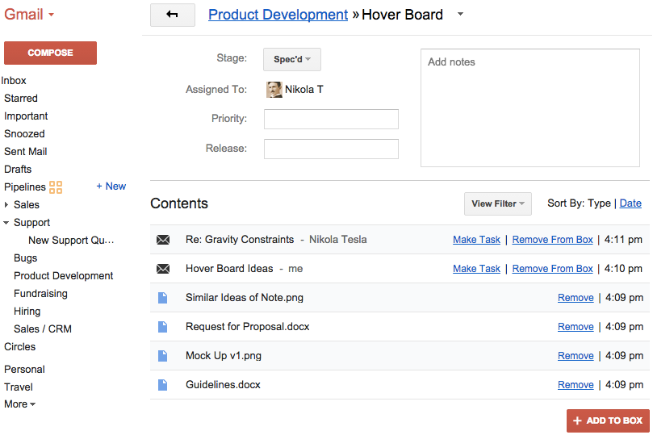 Gmail
Product Development » Hover Board
COMPOSE
Inbox
Starred
Important
Snoozed
Sent Mail
Drafts
Pipelines + New
Sales
Support
New Support Qu...
Bugs
Product Development
Fundraising
Hiring
Sales / CRM
Circles
Personal
Travel
More
Stage: Spec'd
Assigned To: Nikola T
Priority:
Release:
Add notes
Contents View Filter Sort By: Type | Date
Re: Gravity Constraints - Nikola Tesla Make Task | Remove From Box | 4:11 pm
Hover Board Ideas - me Make Task | Remove From Box | 4:10 pm
Similar Ideas of Note.png Remove | 4:09 pm
Request for Proposal.docx Remove | 4:09 pm
Mock Up v1.png Remove | 4:09 pm
Guidelines.docx Remove | 4:09 pm
+ ADD TO BOX